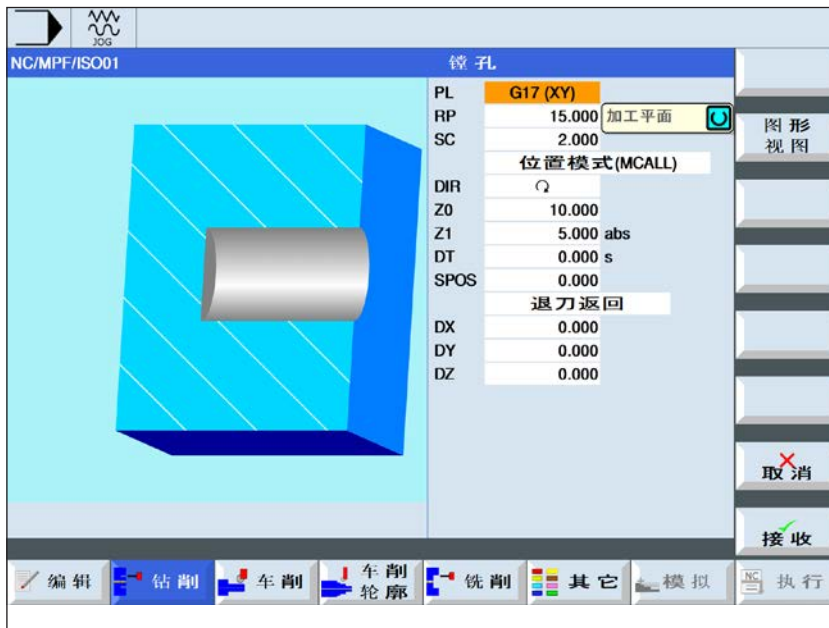 JOG
NC/MPF/ISO01
镗孔
PL G17 (XY)
RP 15.000 加工平面
SC 2.000
位置模式(MCALL)
DIR
Z0 10.000
Z1 5.000 abs
DT 0.000 s
SPOS 0.000
退刀返回
DX 0.000
DY 0.000
DZ 0.000
图形
视图
取消
接收
编辑
钻削
车削
车削
轮廓
铣削
其它
模拟
NC
执行